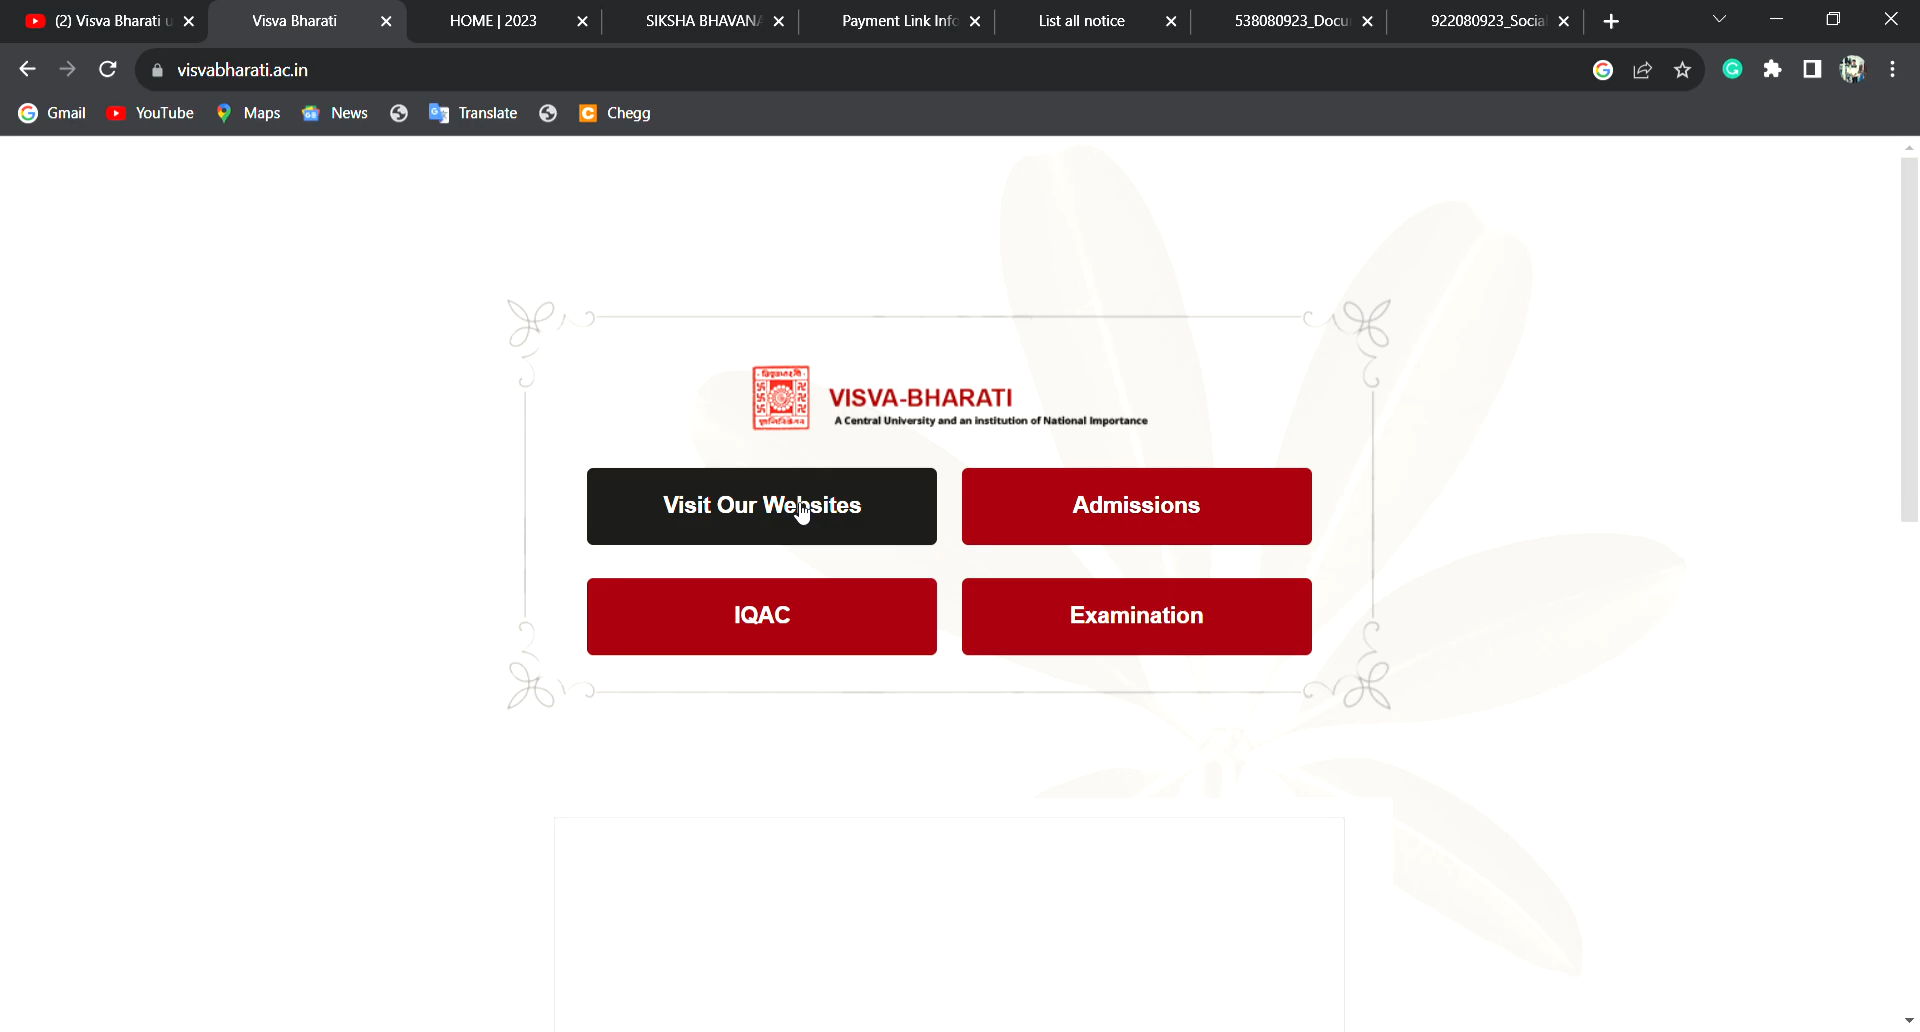 (2) Visva Bharati
Visva Bharati
HOME | 2023
SIKSHA BHAVAN
Payment Link Info
List all notice
538080923_Docu
922080923_Social
visvabharati.ac.in
Gmail
YouTube
Maps
News
Translate
Chegg
VISVA-BHARATI
A Central University and an institution of National Importance
Visit Our Websites
Admissions
IQAC
Examination